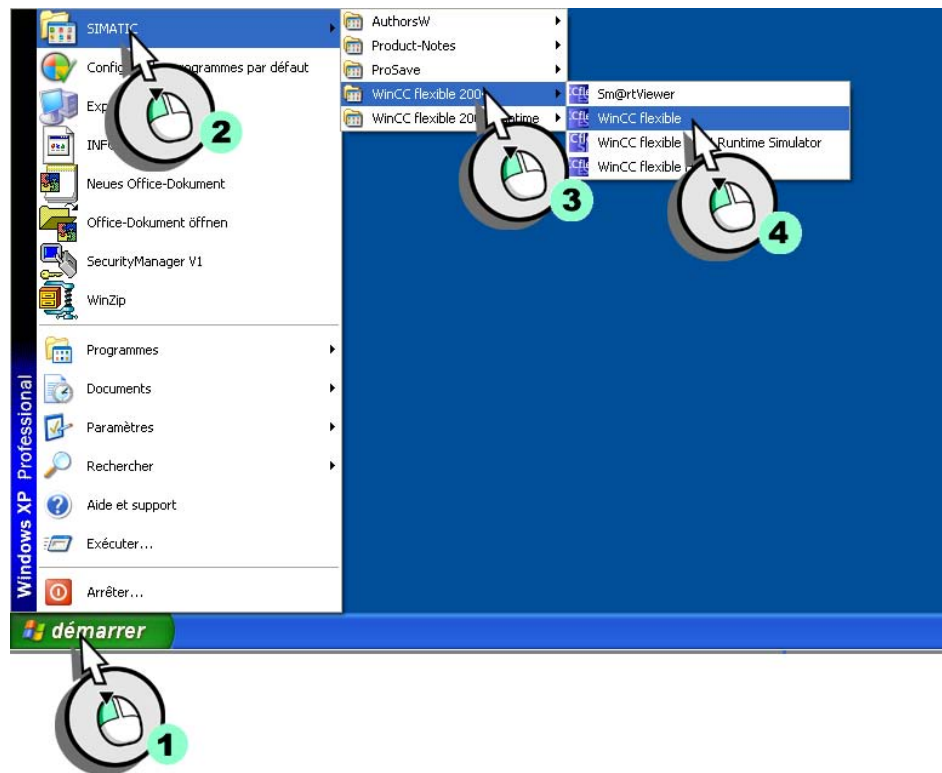 SIMATIC
Config programmes par défaut
Exp
INF
Neues Office-Dokument
Office-Dokument öffnen
SecurityManager V1
WinZip
Programmes
Documents
Paramètres
Rechercher
Aide et support
Exécuter...
Arrêter...
Windows XP Professional
démarrer
AuthorsW
Product-Notes
ProSave
WinCC flexible 200
WinCC flexible 200 ntime
Sm@rtViewer
WinCC flexible
WinCC flexible Runtime Simulator
WinCC flexible
1
2
3
4